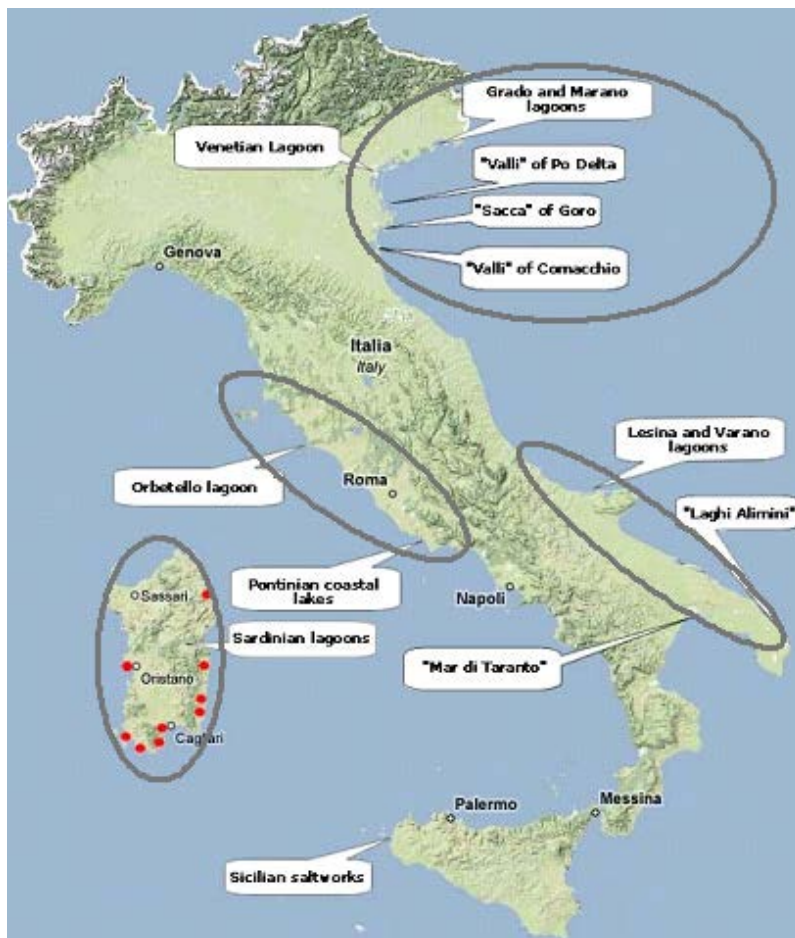 Grado and Marano
lagoons
Venetian Lagoon
"Valli" of Po Delta
"Sacca" of Goro
"Valli" of Comacchio
Genova
Italia
Italy
Lesina and Varano
lagoons
Orbetello lagoon
Roma
"Laghi Alimini"
Pontinian coastal
lakes
Napoli
Sassari
Sardinian lagoons
"Mar di Taranto"
Oristano
Cagliari
Palermo
Messina
Sicilian saltworks